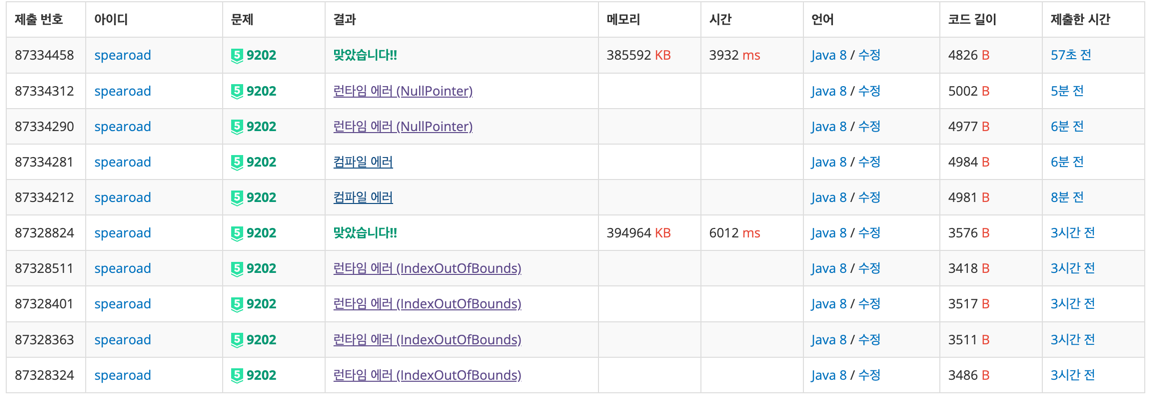 제출 번호 아이디 문제 결과 메모리 시간 언어 코드 길이 제출한 시간
87334458 spearoad 5 9202 맞았습니다!! 385592 KB 3932 ms Java 8 / 수정 4826 B 57초 전
87334312 spearoad 5 9202 런타임 에러 (NullPointer) Java 8 / 수정 5002 B 5분 전
87334290 spearoad 5 9202 런타임 에러 (NullPointer) Java 8 / 수정 4977 B 6분 전
87334281 spearoad 5 9202 컴파일 에러 Java 8 / 수정 4984 B 6분 전
87334212 spearoad 5 9202 컴파일 에러 Java 8 / 수정 4981 B 8분 전
87328824 spearoad 5 9202 맞았습니다!! 394964 KB 6012 ms Java 8 / 수정 3576 B 3시간 전
87328511 spearoad 5 9202 런타임 에러 (IndexOutOfBounds) Java 8 / 수정 3418 B 3시간 전
87328401 spearoad 5 9202 런타임 에러 (IndexOutOfBounds) Java 8 / 수정 3517 B 3시간 전
87328363 spearoad 5 9202 런타임 에러 (IndexOutOfBounds) Java 8 / 수정 3511 B 3시간 전
87328324 spearoad 5 9202 런타임 에러 (IndexOutOfBounds) Java 8 / 수정 3486 B 3시간 전